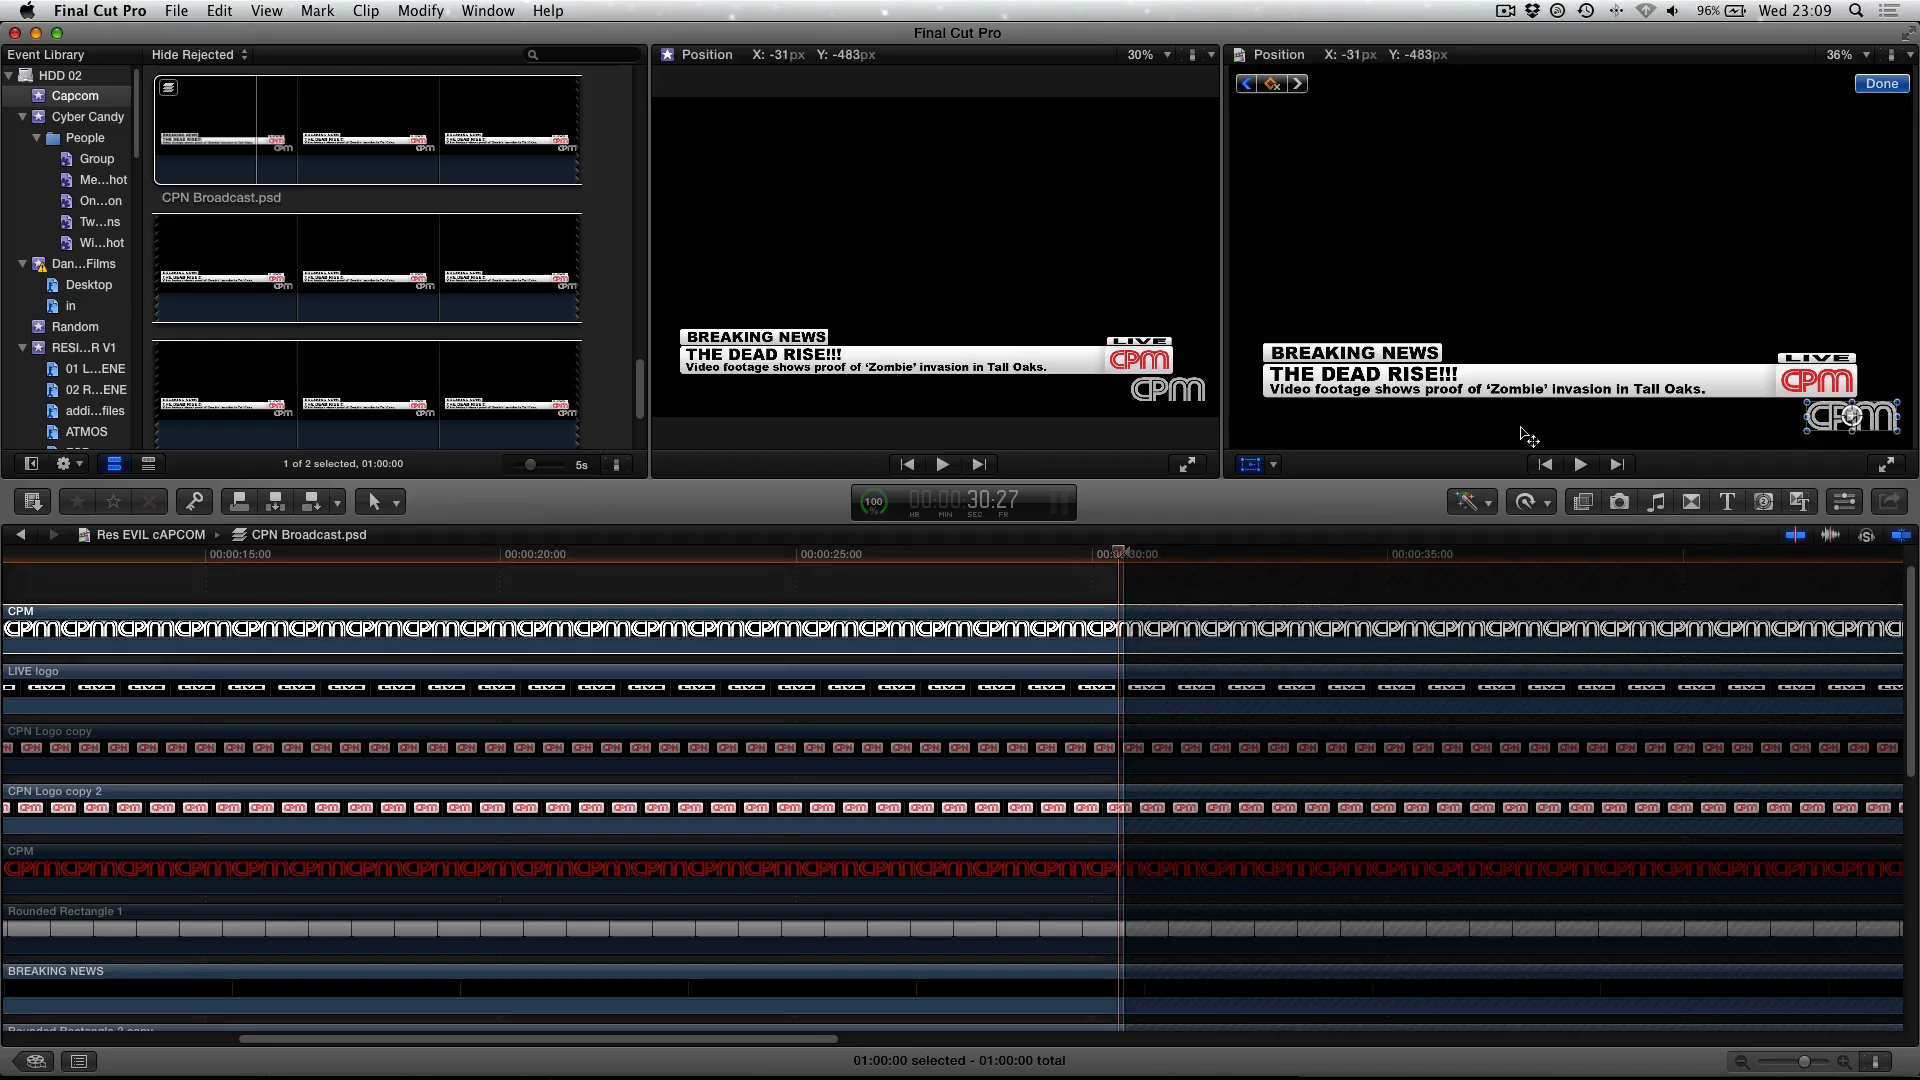 Final Cut Pro File Edit View Mark Clip Modify Window Help 96% Wed 23:09
Final Cut Pro
Event Library Hide Rejected Position X: -31px Y: -483px 30% Position X: -31px Y: -483px 36%
HDD 02
Capcom Done
Cyber Candy
People
Group
Me...hot
CPN Broadcast.psd
On...on
Tw...ns
Wi...hot
Dan...Films
Desktop
in
Random
RESI...R V1
01 L...ENE
02 R...ENE
addi...files
ATMOS
BREAKING NEWS LIVE
THE DEAD RISE!!! CPM
Video footage shows proof of ‘Zombie’ invasion in Tall Oaks.
CPM
BREAKING NEWS LIVE
THE DEAD RISE!!! CPM
Video footage shows proof of ‘Zombie’ invasion in Tall Oaks.
CPM
1 of 2 selected, 01:00:00 5s
100 % 00:00:30:27
HR MIN SEC FR
Res EVIL cAPCOM CPN Broadcast.psd
00:00:15:00 00:00:20:00 00:00:25:00 00:00:30:00 00:00:35:00
CPM
LIVE logo
CPN Logo copy
CPN Logo copy 2
CPM
Rounded Rectangle 1
BREAKING NEWS
Rounded Rectangle 2 copy
01:00:00 selected - 01:00:00 total